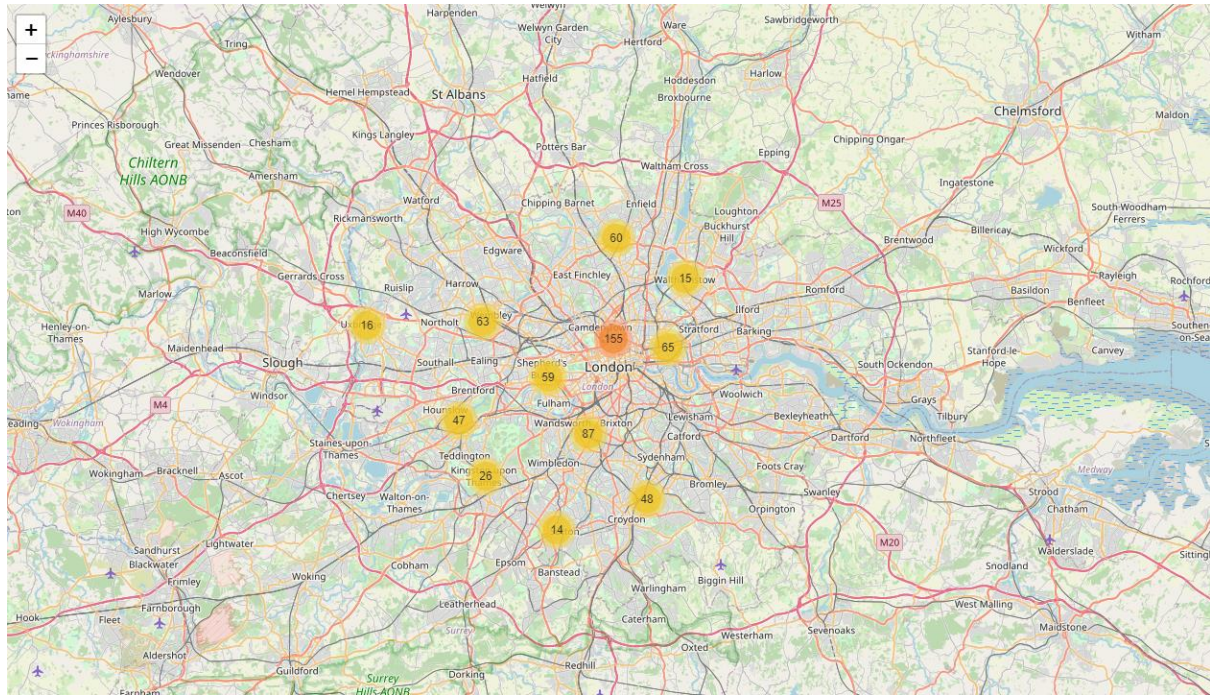 +
−
Aylesbury
Tring
Wendover
Hemel Hempstead
Harpenden
Welwyn
Welwyn Garden
City
Hertford
Ware
Sawbridgeworth
Witham
Hatfield
Hoddesdon
Broxbourne
Harlow
St Albans
Chelmsford
Maldon
Princes Risborough
Great Missenden
Chesham
Kings Langley
Potters Bar
Waltham Cross
Epping
Chipping Ongar
Chiltern
Hills AONB
Amersham
Watford
Rickmansworth
Chipping Barnet
Enfield
Loughton
Buckhurst
Hill
M25
Ingatestone
South Woodham
Ferrers
M40
High Wycombe
Beaconsfield
Gerrards Cross
Edgware
60
Brentwood
Billericay
Wickford
Rayleigh
Rochford
Marlow
Ruislip
Harrow
East Finchley
15
Romford
Basildon
Benfleet
Henley-on-
Thames
16
Northolt
63
Ilford
Barking
Stratford
155
65
Maidenhead
Slough
Southall
Ealing
London
London
South Ockendon
Stanford-le-
Hope
Canvey
M4
Windsor
Brentford
59
Fulham
Woolwich
Grays
Tilbury
Wokingham
Staines-upon-
Thames
47
Brixton
87
Lewisham
Catford
Bexleyheath
Dartford
Northfleet
Wokingham
Bracknell
Ascot
Teddington
Wimbledon
Sydenham
Foots Cray
Medway
Chertsey
Walton-on-
Thames
26
Bromley
Orpington
Swanley
Strood
Chatham
48
Croydon
14
Sandhurst
Blackwater
Lightwater
Woking
Cobham
Epsom
Banstead
Biggin Hill
M20
Snodland
Walderslade
Frimley
Farnborough
Hook
Fleet
Leatherhead
Warlingham
Caterham
Westerham
West Malling
Maidstone
Aldershot
Surrey
Oxted
Sevenoaks
Guildford
Dorking
Redhill
Farnham
Surrey
Hills AONB